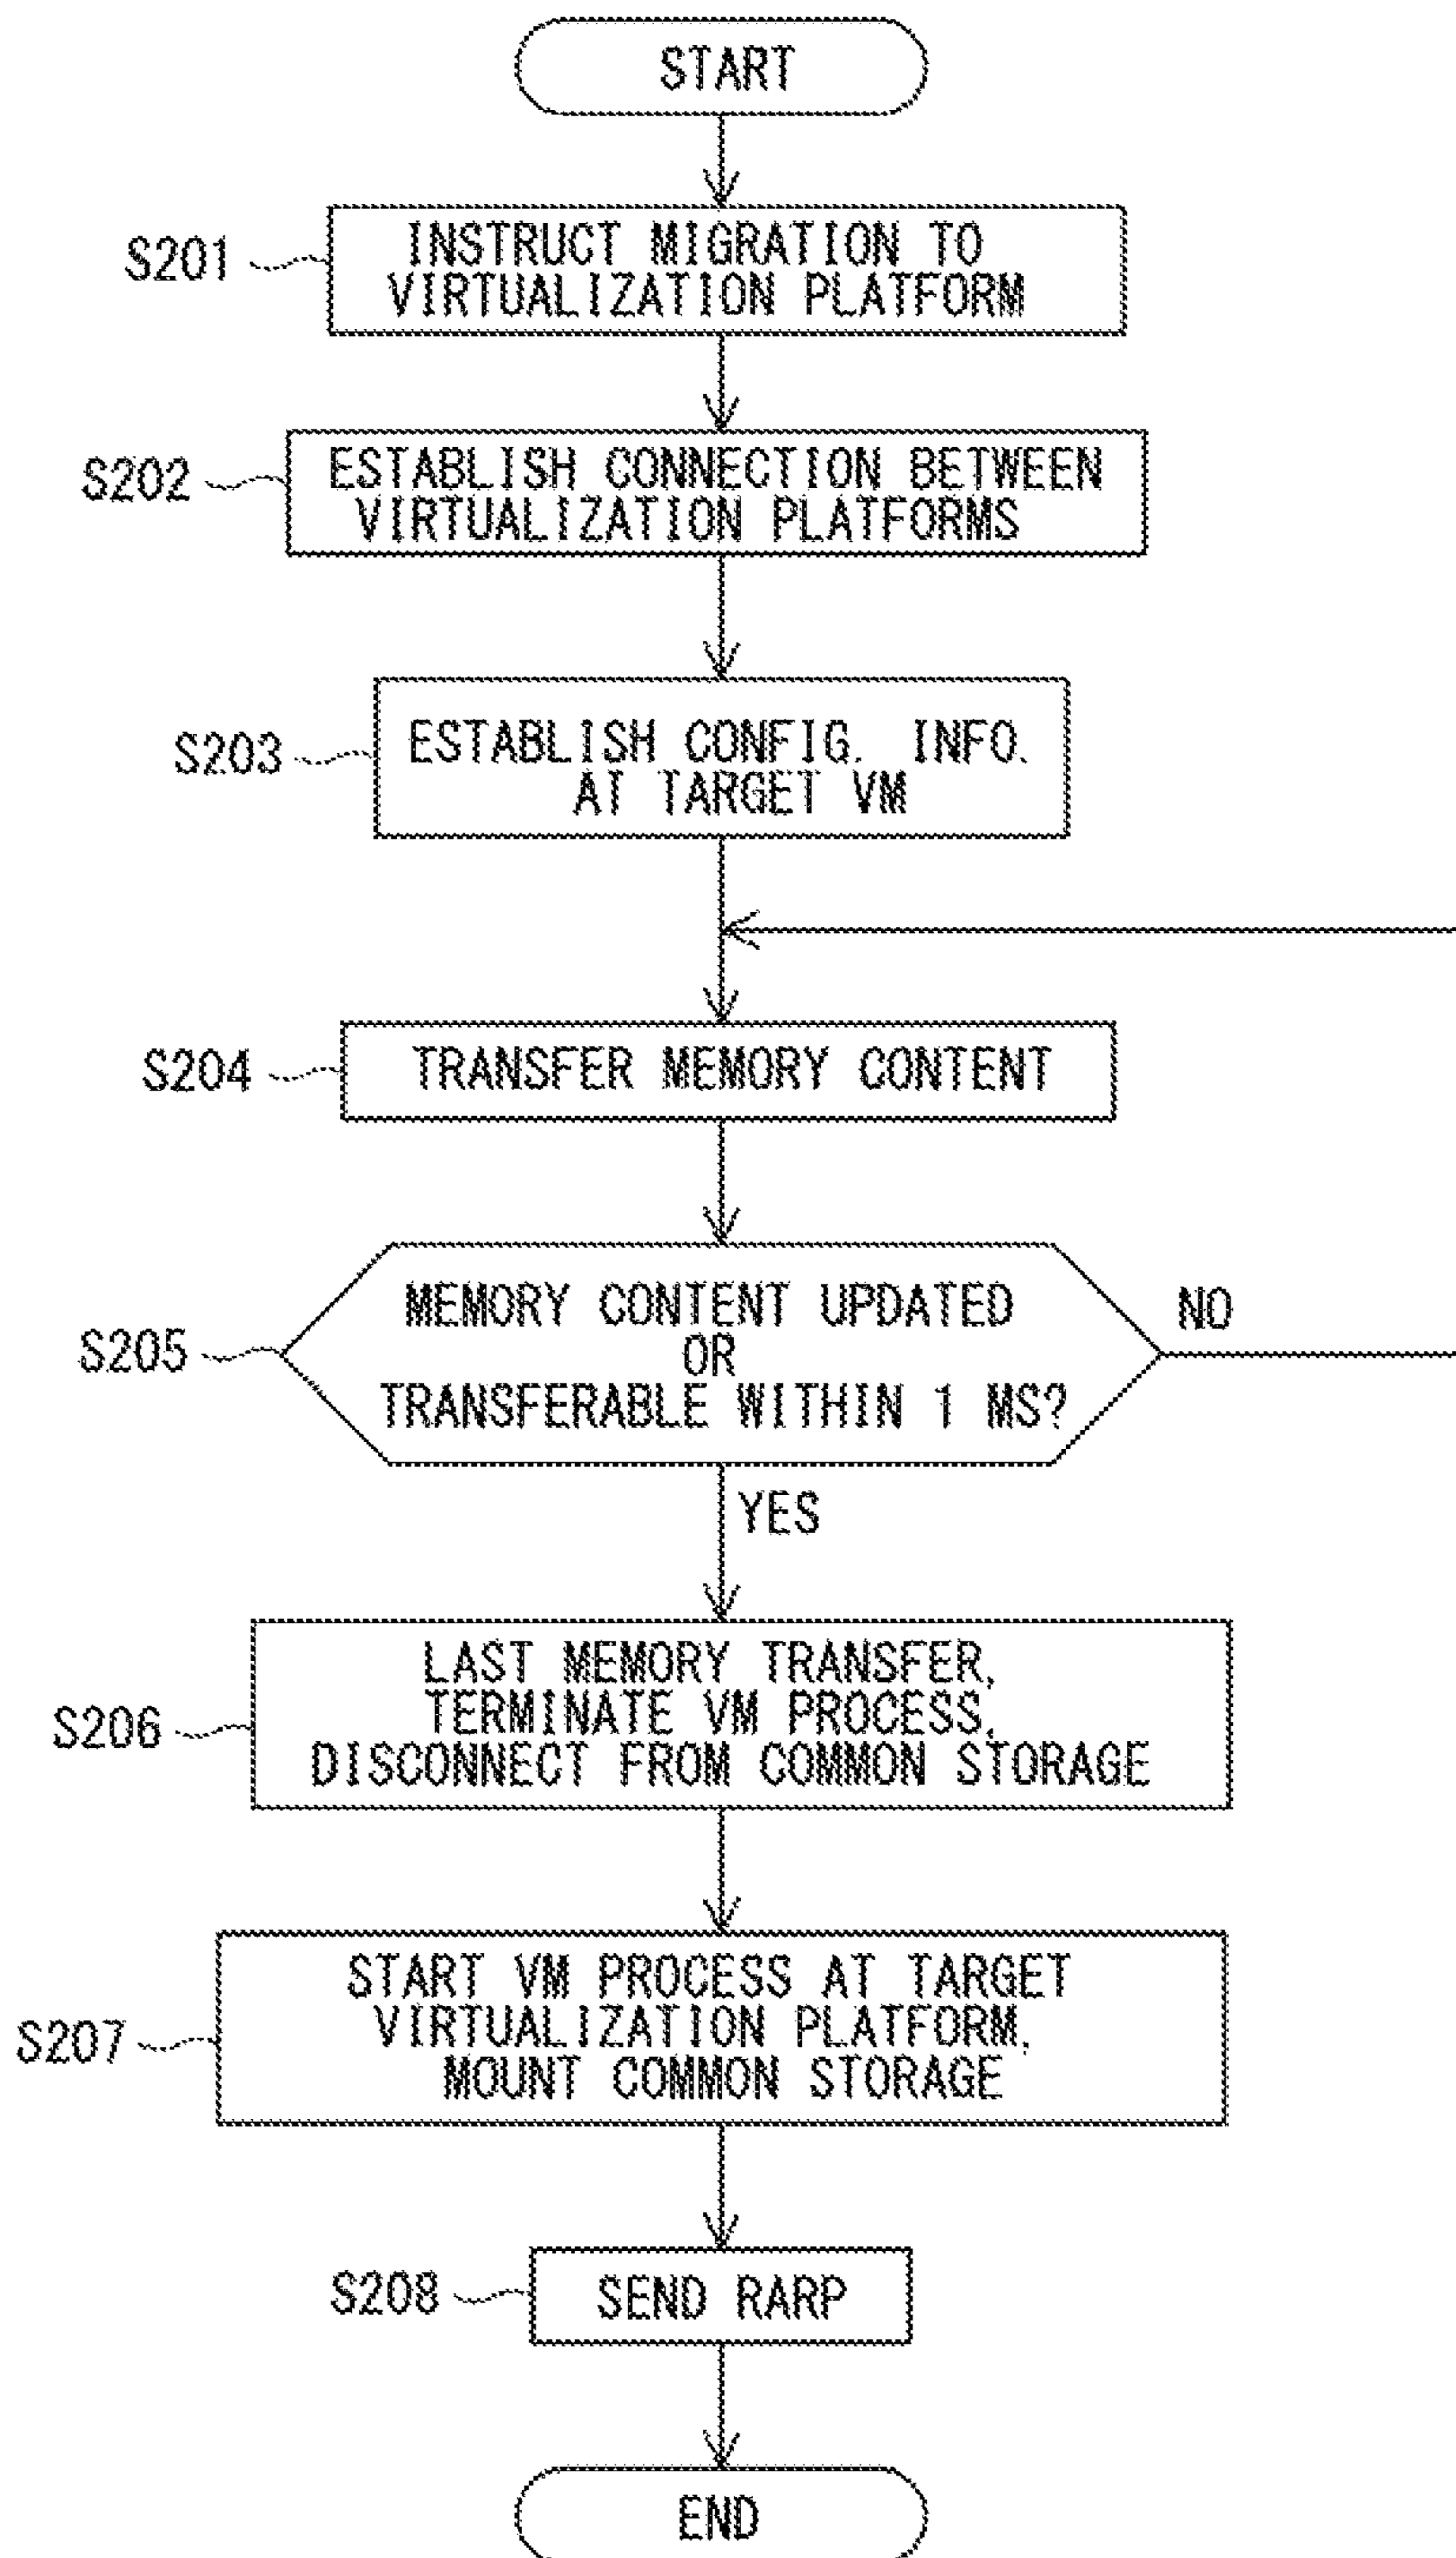 START
S201
INSTRUCT MIGRATION TO
VIRTUALIZATION PLATFORM
S202
ESTABLISH CONNECTION BETWEEN
VIRTUALIZATION PLATFORMS
S203
ESTABLISH CONFIG. INFO.
AT TARGET VM
S204
TRANSFER MEMORY CONTENT
S205
MEMORY CONTENT UPDATED
OR
TRANSFERABLE WITHIN 1 MS?
NO
YES
S206
LAST MEMORY TRANSFER,
TERMINATE VM PROCESS,
DISCONNECT FROM COMMON STORAGE
S207
START VM PROCESS AT TARGET
VIRTUALIZATION PLATFORM,
MOUNT COMMON STORAGE
S208
SEND RARP
END